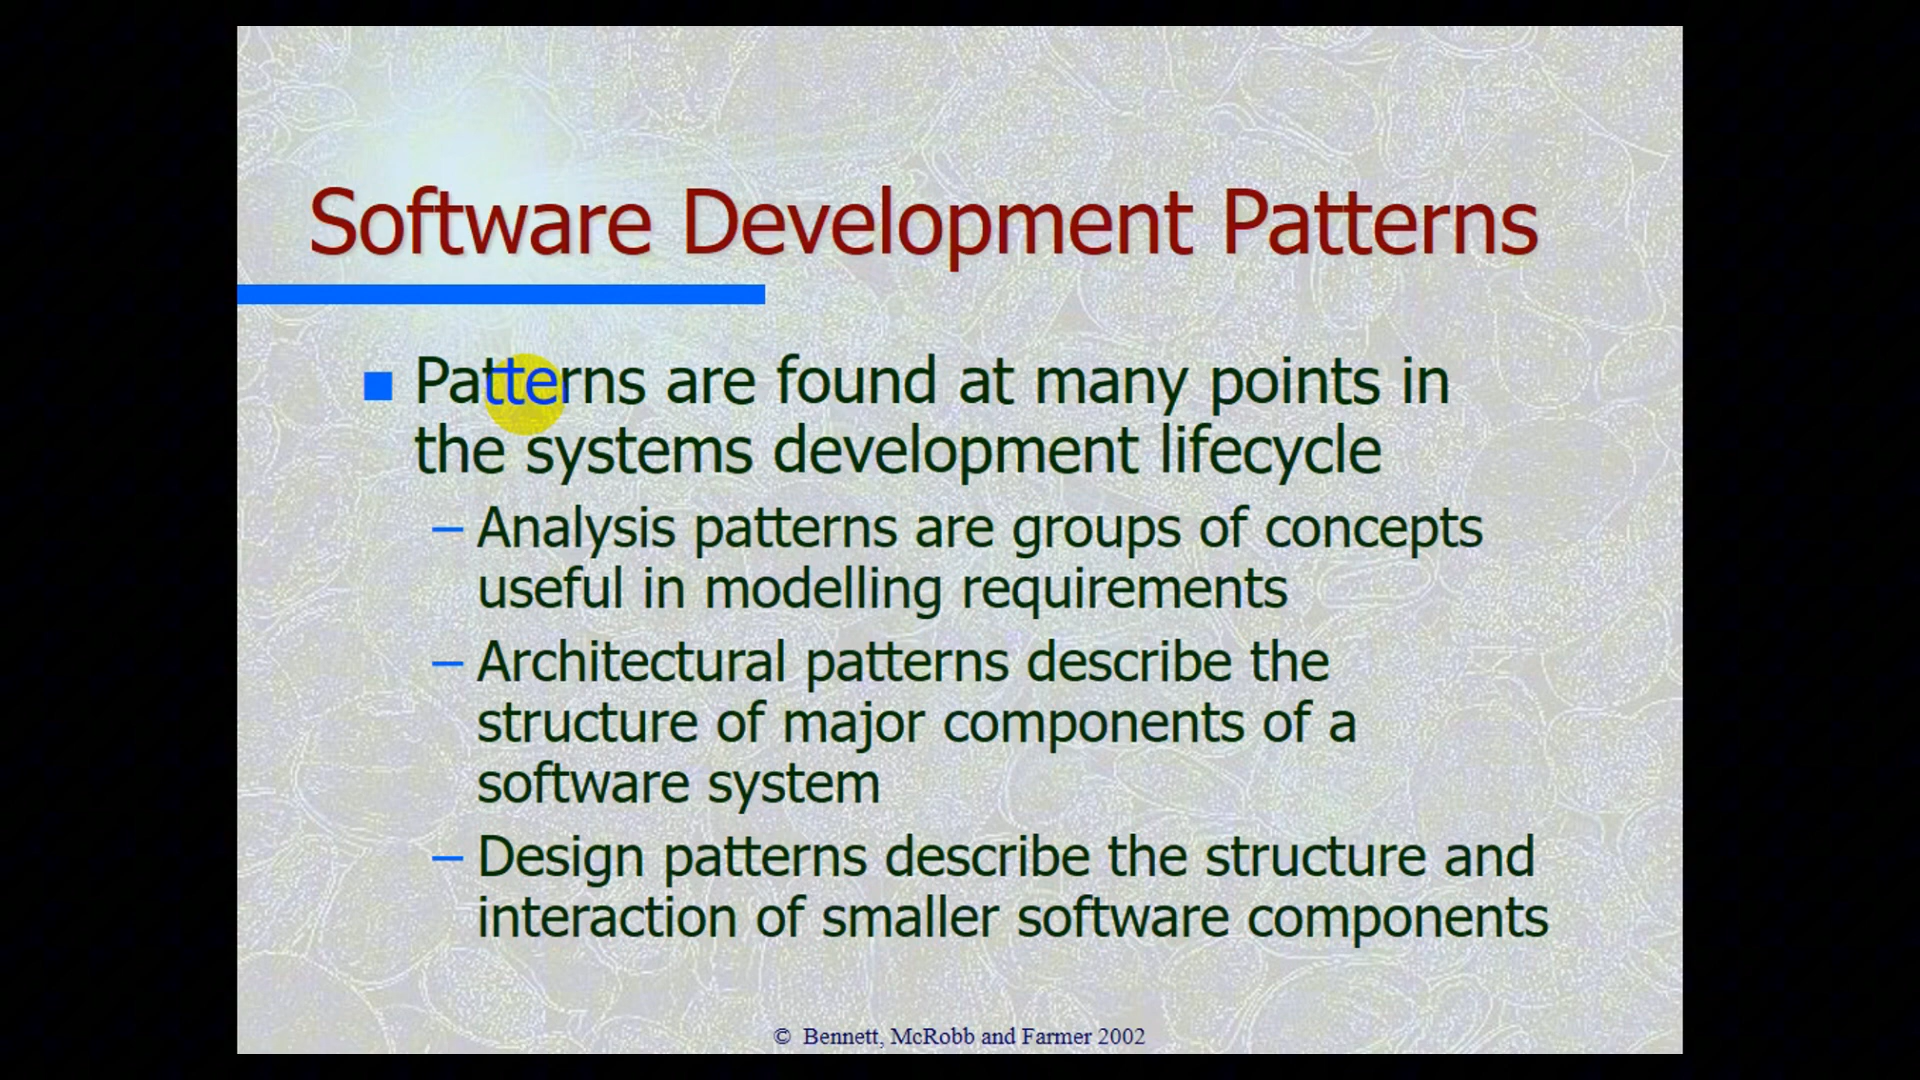 Software Development Patterns
Patterns are found at many points in
the systems development lifecycle
– Analysis patterns are groups of concepts
useful in modelling requirements
– Architectural patterns describe the
structure of major components of a
software system
– Design patterns describe the structure and
interaction of smaller software components
© Bennett, McRobb and Farmer 2002